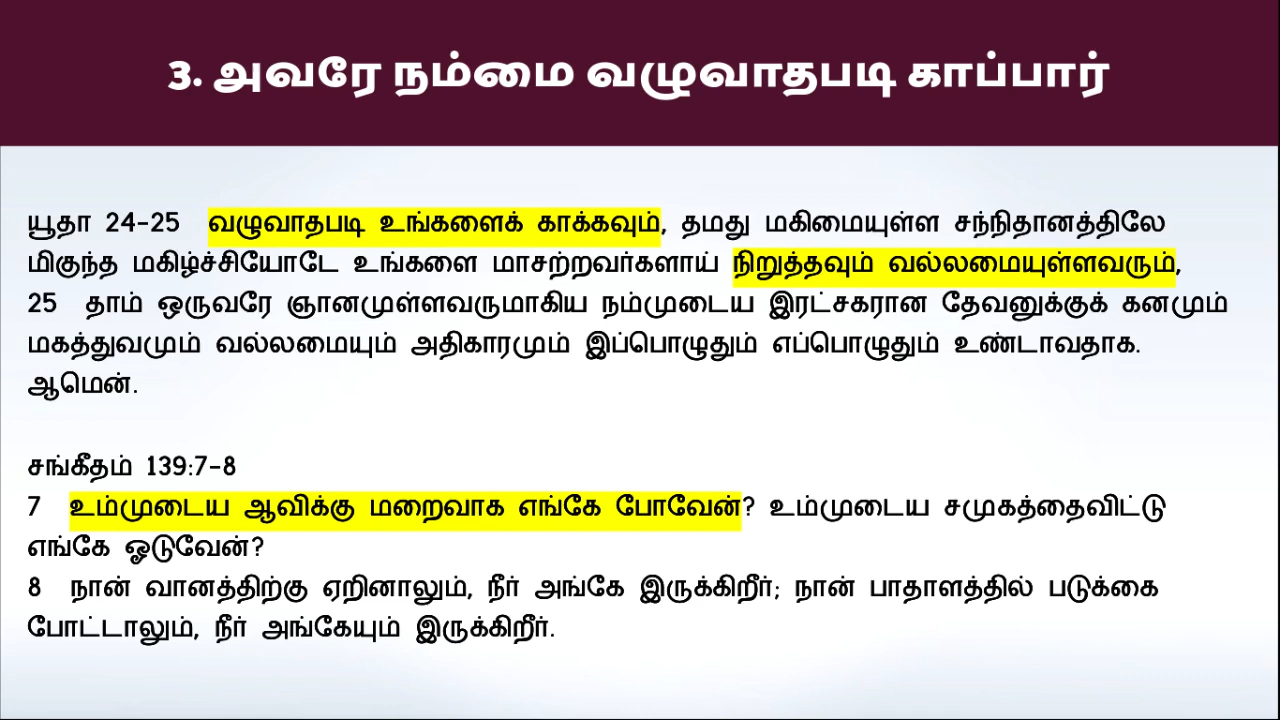 3. அவரே நம்மை வழுவாதபடி காப்பார்
யூதா 24-25 வழுவாதபடி உங்களைக் காக்கவும், தமது மகிமையுள்ள சந்நிதானத்திலே
மிகுந்த மகிழ்ச்சியோடே உங்களை மாசற்றவர்களாய் நிறுத்தவும் வல்லமையுள்ளவரும்,
25 தாம் ஒருவரே ஞானமுள்ளவருமாகிய நம்முடைய இரட்சகரான தேவனுக்குக் கனமும்
மகத்துவமும் வல்லமையும் அதிகாரமும் இப்பொழுதும் எப்பொழுதும் உண்டாவதாக.
ஆமென்.
சங்கீதம் 139:7-8
7 உம்முடைய ஆவிக்கு மறைவாக எங்கே போவேன்? உம்முடைய சமுகத்தைவிட்டு
எங்கே ஓடுவேன்?
8 நான் வானத்திற்கு ஏறினாலும், நீர் அங்கே இருக்கிறீர்; நான் பாதாளத்தில் படுக்கை
போட்டாலும், நீர் அங்கேயும் இருக்கிறீர்.